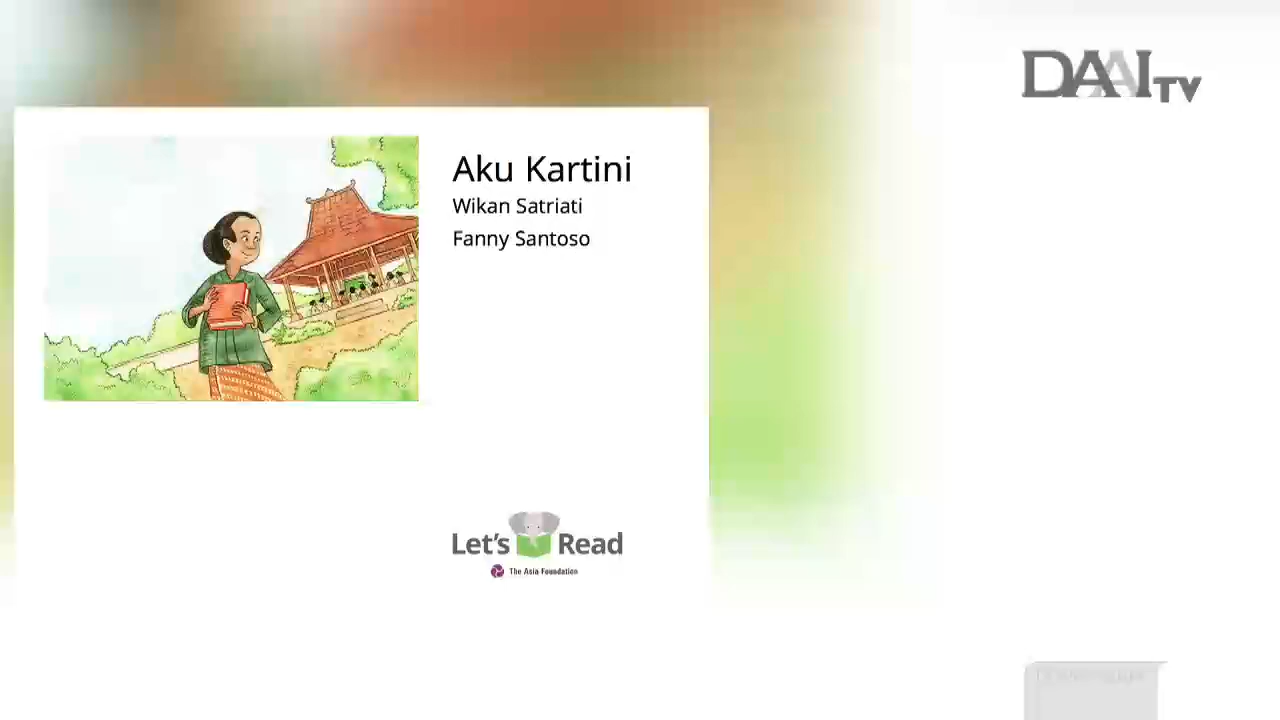 DAAI TV
Aku Kartini
Wikan Satriati
Fanny Santoso
Let's Read
The Asia Foundation